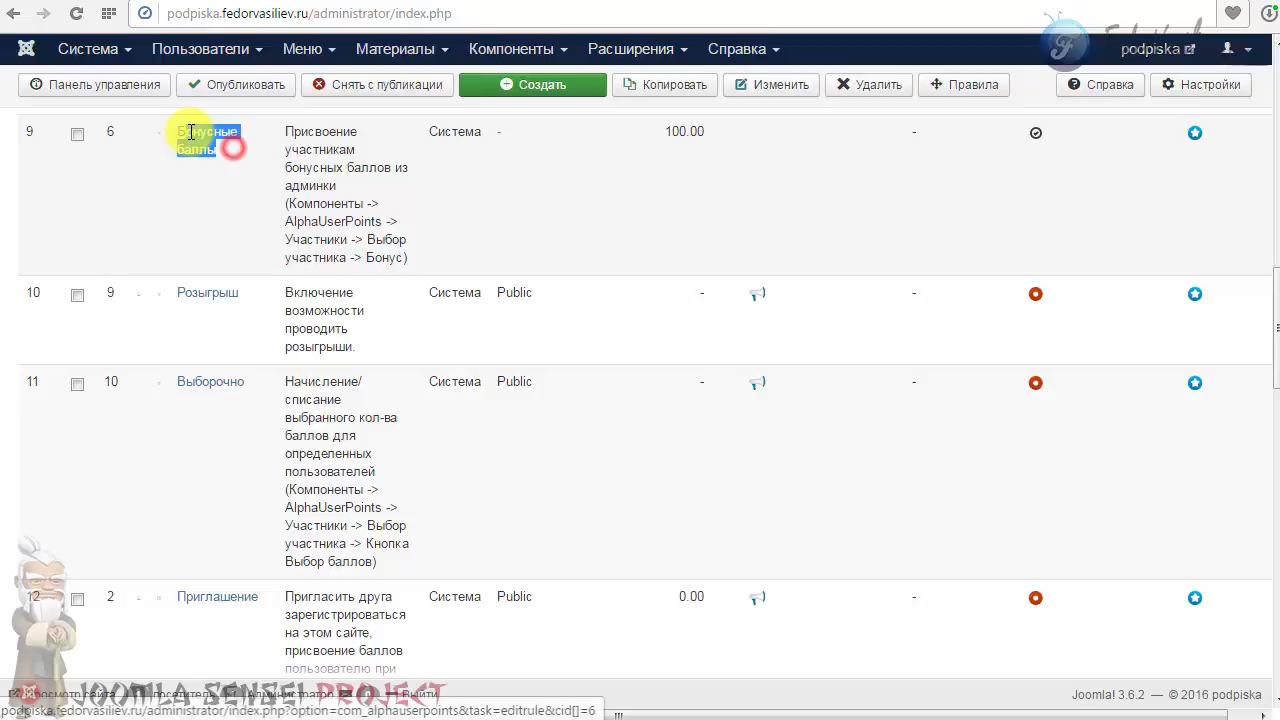 podpiska.fedorvasiliev.ru/administrator/index.php
Система Пользователи Меню Материалы Компоненты Расширения Справка podpiska
Панель управления Опубликовать Снять с публикации Создать Копировать Изменить Удалить Правила Справка Настройки
9 6 Бонусные Присвоение Система - 100.00 -
баллы участникам
бонусных баллов из
админки
(Компоненты ->
AlphaUserPoints ->
Участники -> Выбор
участника -> Бонус)
10 9 Розыгрыш Включение Система Public - -
возможности
проводить
розыгрыши.
11 10 Выборочно Начисление/ Система Public - -
списание
выбранного кол-ва
баллов для
определенных
пользователей
(Компоненты ->
AlphaUserPoints ->
Участники -> Выбор
участника -> Кнопка
Выбор баллов)
12 2 Приглашение Пригласить друга Система Public 0.00 -
зарегистрироваться
на этом сайте,
присвоение баллов
пользователю при
JOOMLA-SENSEI PROJECT
Выйти
Joomla! 3.6.2 — © 2016 podpiska
podpiska.fedorvasiliev.ru/administrator/index.php?option=com_alphauserpoints&task=editrule&cid[]=6